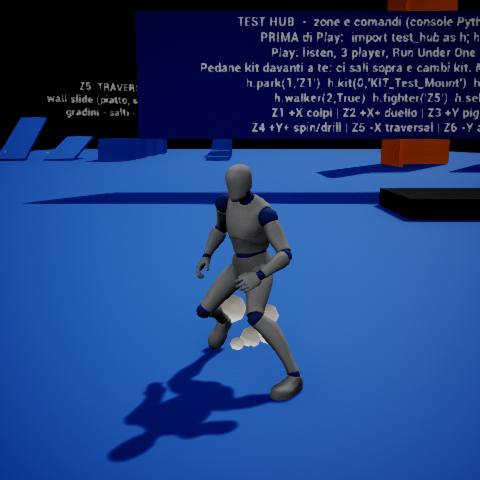 TEST HUB - zone e comandi (console Pyth
PRIMA di Play: import test_hub as h; h
Play: listen, 3 player, Run Under One
Pedane kit davanti a te: ci sali sopra e cambi kit. M
h.park(1,'Z1') h.kit(0,'KIT_Test_Mount') h
h.walker(2,True) h.fighter('Z5') h.sel
Z1 +X colpi | Z2 +X+ duello | Z3 +Y pig
Z4 +Y+ spin/drill | Z5 -X traversal | Z6 -Y a
Z5 TRAVERS
wall slide (piatto, s
gradini - salti -